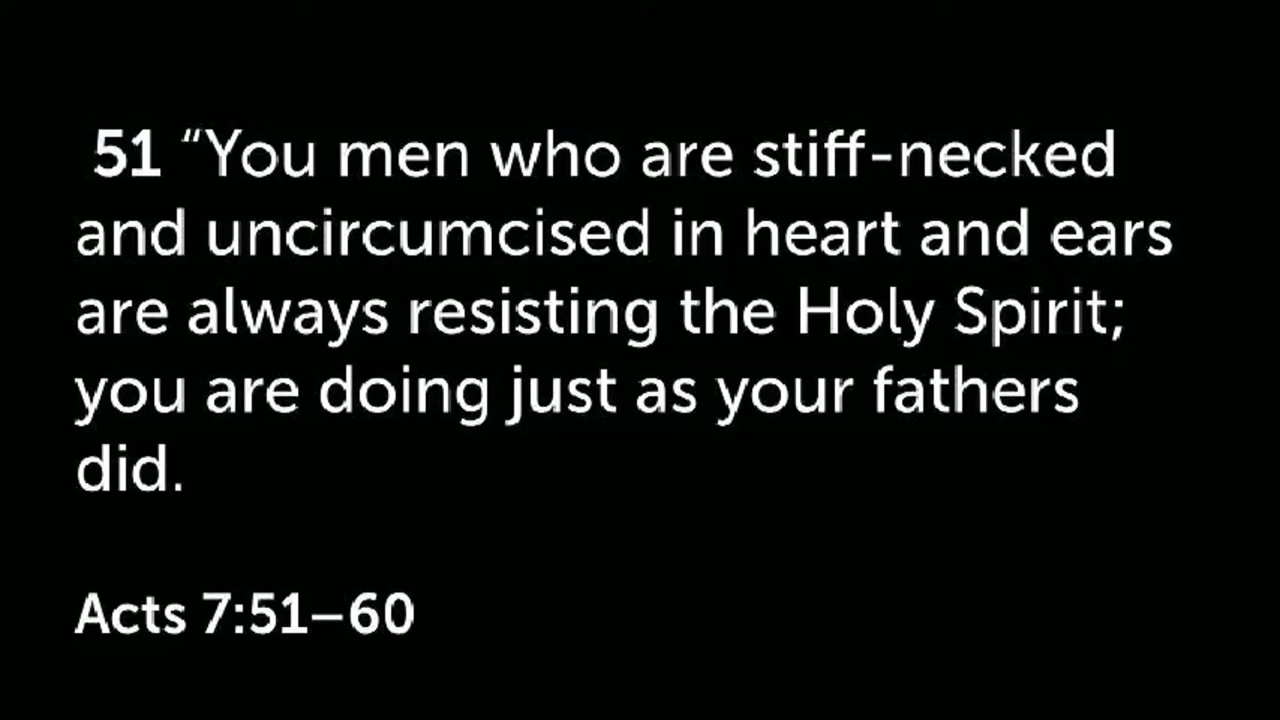 51 “You men who are stiff-necked
and uncircumcised in heart and ears
are always resisting the Holy Spirit;
you are doing just as your fathers
did.
Acts 7:51–60